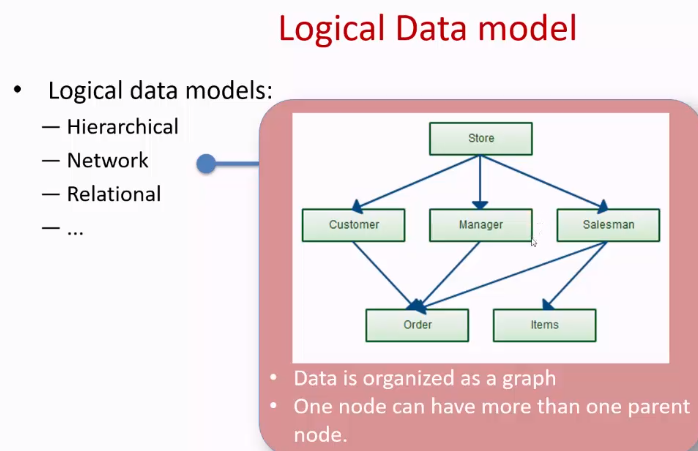 Logical Data model
• Logical data models:
— Hierarchical
— Network
— Relational
— ...
Store
Customer
Manager
Salesman
Order
Items
• Data is organized as a graph
• One node can have more than one parent
node.